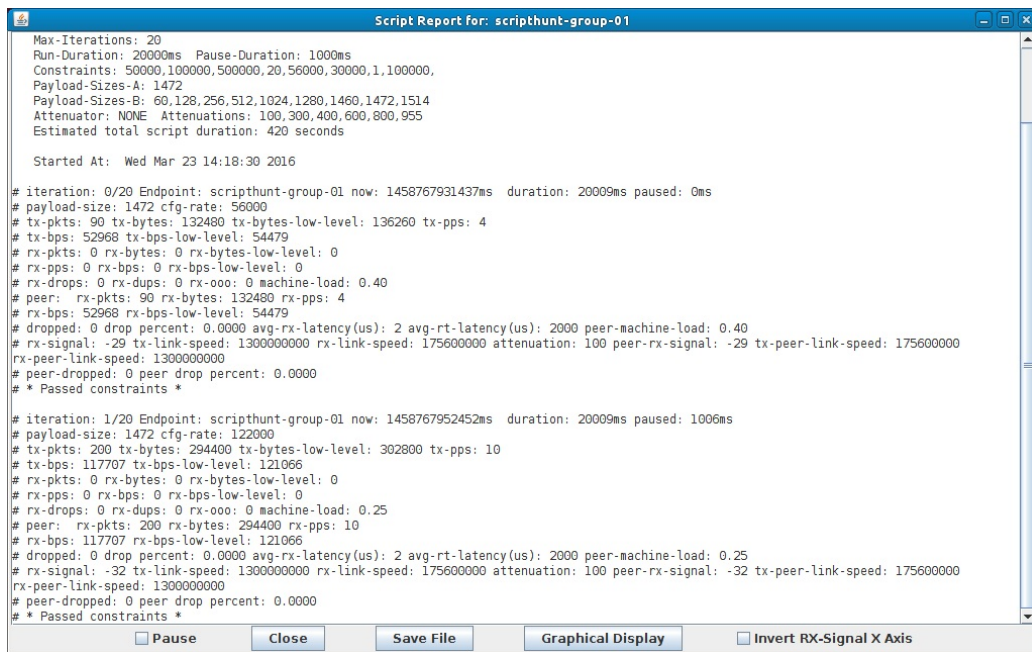 Script Report for: scripthunt-group-01
Max-Iterations: 20
Run-Duration: 20000ms Pause-Duration: 1000ms
Constraints: 50000,100000,500000,20,56000,30000,1,100000,
Payload-Sizes-A: 1472
Payload-Sizes-B: 60,128,256,512,1024,1280,1460,1472,1514
Attenuator: NONE Attenuations: 100,300,400,600,800,955
Estimated total script duration: 420 seconds
Started At: Wed Mar 23 14:18:30 2016
# iteration: 0/20 Endpoint: scripthunt-group-01 now: 1458767931437ms duration: 20009ms paused: 0ms
# payload-size: 1472 cfg-rate: 56000
# tx-pkts: 90 tx-bytes: 132480 tx-bytes-low-level: 136260 tx-pps: 4
# tx-bps: 52968 tx-bps-low-level: 54479
# rx-pkts: 0 rx-bytes: 0 rx-bytes-low-level: 0
# rx-pps: 0 rx-bps: 0 rx-bps-low-level: 0
# rx-drops: 0 rx-dups: 0 rx-ooo: 0 machine-load: 0.40
# peer: rx-pkts: 90 rx-bytes: 132480 rx-pps: 4
# rx-bps: 52968 rx-bps-low-level: 54479
# dropped: 0 drop percent: 0.0000 avg-rx-latency(us): 2 avg-rt-latency(us): 2000 peer-machine-load: 0.40
# rx-signal: -29 tx-link-speed: 1300000000 rx-link-speed: 175600000 attenuation: 100 peer-rx-signal: -29 tx-peer-link-speed: 175600000
rx-peer-link-speed: 1300000000
# peer-dropped: 0 peer drop percent: 0.0000
# * Passed constraints *
# iteration: 1/20 Endpoint: scripthunt-group-01 now: 1458767952452ms duration: 20009ms paused: 1006ms
# payload-size: 1472 cfg-rate: 122000
# tx-pkts: 200 tx-bytes: 294400 tx-bytes-low-level: 302800 tx-pps: 10
# tx-bps: 117707 tx-bps-low-level: 121066
# rx-pkts: 0 rx-bytes: 0 rx-bytes-low-level: 0
# rx-pps: 0 rx-bps: 0 rx-bps-low-level: 0
# rx-drops: 0 rx-dups: 0 rx-ooo: 0 machine-load: 0.25
# peer: rx-pkts: 200 rx-bytes: 294400 rx-pps: 10
# rx-bps: 117707 rx-bps-low-level: 121066
# dropped: 0 drop percent: 0.0000 avg-rx-latency(us): 2 avg-rt-latency(us): 2000 peer-machine-load: 0.25
# rx-signal: -32 tx-link-speed: 1300000000 rx-link-speed: 175600000 attenuation: 100 peer-rx-signal: -32 tx-peer-link-speed: 175600000
rx-peer-link-speed: 1300000000
# peer-dropped: 0 peer drop percent: 0.0000
# * Passed constraints *
Pause Close Save File Graphical Display Invert RX-Signal X Axis